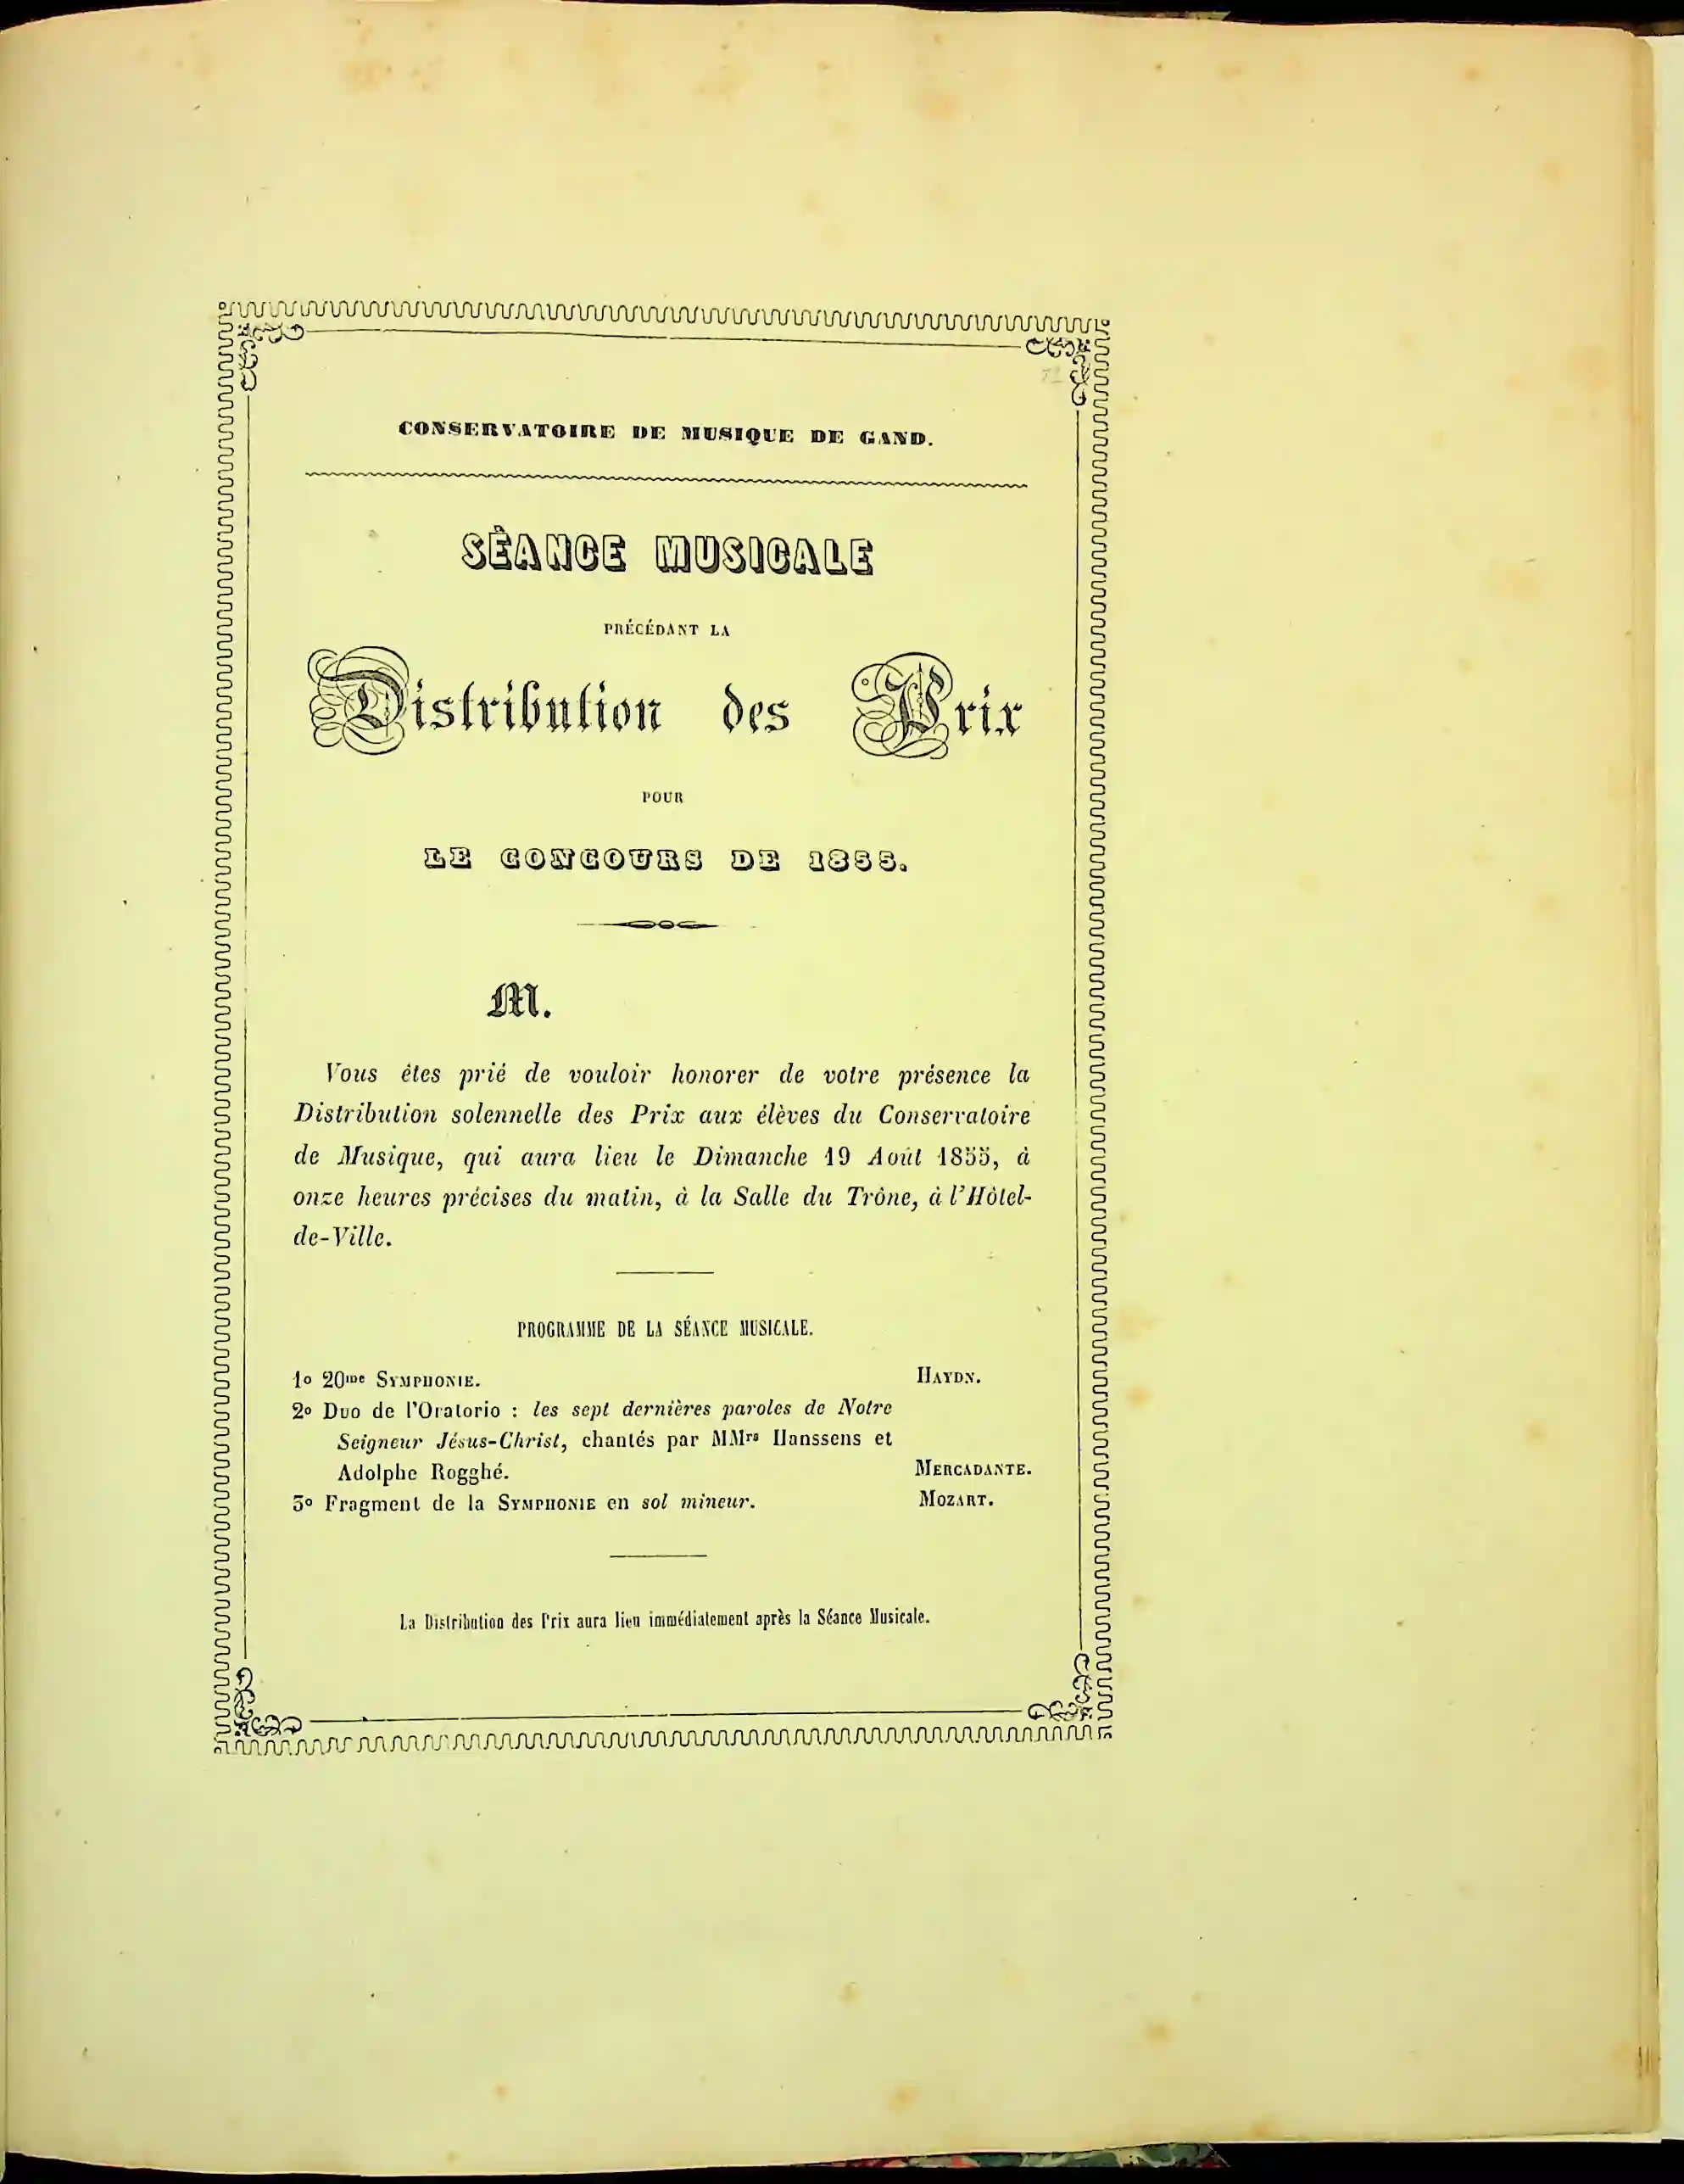 CONSERVATOIRE DE MUSIQUE DE GAND.
SÉANCE MUSICALE
PRÉCÉDANT LA
Distribution des Prix
POUR
LE CONCOURS DE 1855.
M.
Vous êtes prié de vouloir honorer de votre présence la
Distribution solennelle des Prix aux élèves du Conservatoire
de Musique, qui aura lieu le Dimanche 19 Août 1855, à
onze heures précises du matin, à la Salle du Trône, à l'Hôtel-
de-Ville.
PROGRAMME DE LA SÉANCE MUSICALE.
1o 20me SYMPHONIE. HAYDN.
2o Duo de l'Oratorio : les sept dernières paroles de Notre
Seigneur Jésus-Christ, chantés par MMrs Hanssens et
Adolphe Rogghé. MERCADANTE.
3o Fragment de la SYMPHONIE en sol mineur. MOZART.
La Distribution des Prix aura lieu immédiatement après la Séance Musicale.